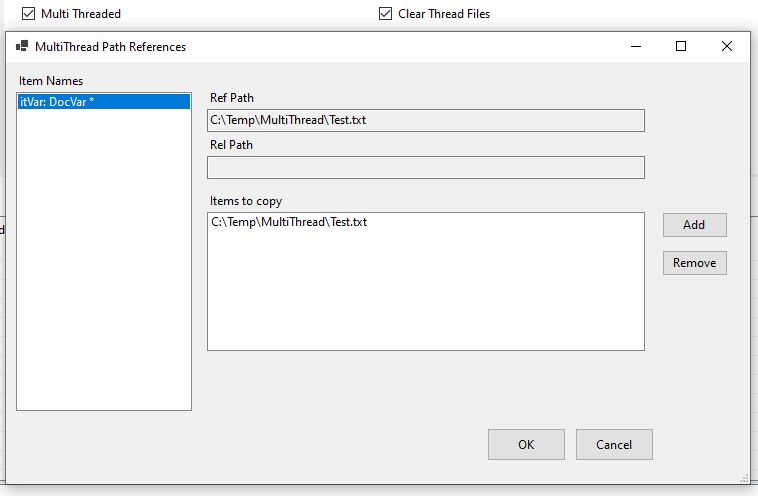 Multi Threaded
Clear Thread Files
MultiThread Path References
Item Names
itVar: DocVar *
Ref Path
C:\Temp\MultiThread\Test.txt
Rel Path
Items to copy
C:\Temp\MultiThread\Test.txt
Add
Remove
OK
Cancel